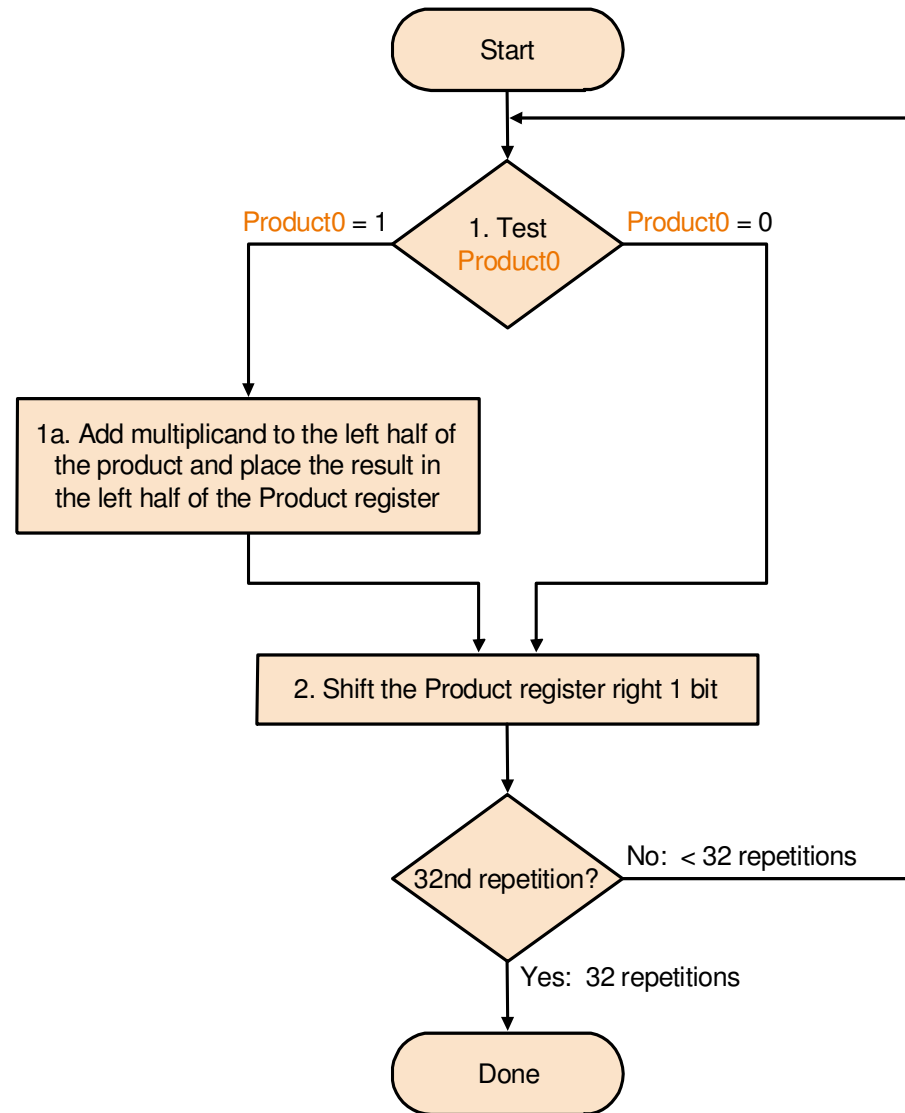 Start
Product0 = 1
1. Test
Product0
Product0 = 0
1a. Add multiplicand to the left half of
the product and place the result in
the left half of the Product register
2. Shift the Product register right 1 bit
32nd repetition?
No: < 32 repetitions
Yes: 32 repetitions
Done